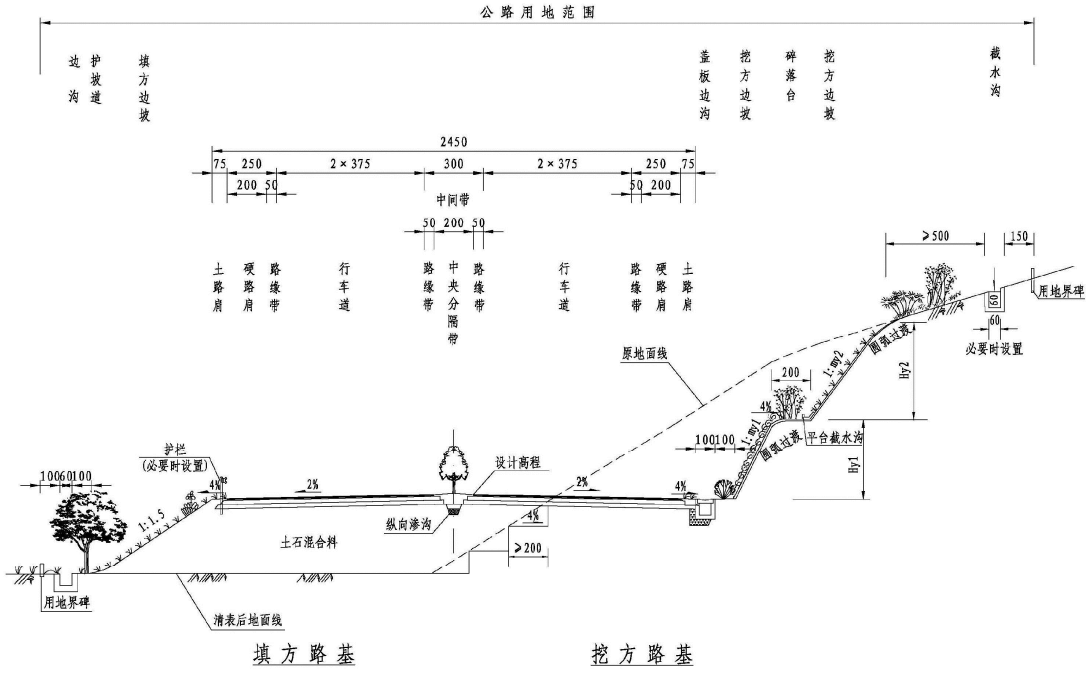 公路用地范围
边沟
护坡道
填方边坡
盖板边沟
挖方边坡
碎落台
挖方边坡
截水沟
2450
75
250
2×375
300
2×375
250
75
200
50
中间带
50
200
50
200
50
50
200
≥500
150
土路肩
硬路肩
路缘带
行车道
路缘带
中央分隔带
路缘带
行车道
路缘带
硬路肩
土路肩
60
用地界碑
60
必要时设置
圆弧过渡
原地面线
1:my2
Hy2
200
4%
1:my1
圆弧过渡
平台截水沟
100
100
Hy1
护栏
(必要时设置)
设计高程
100
60
100
4%
2%
2%
4%
1:1.5
纵向渗沟
4%
土石混合料
≥200
用地界碑
清表后地面线
填方路基
挖方路基